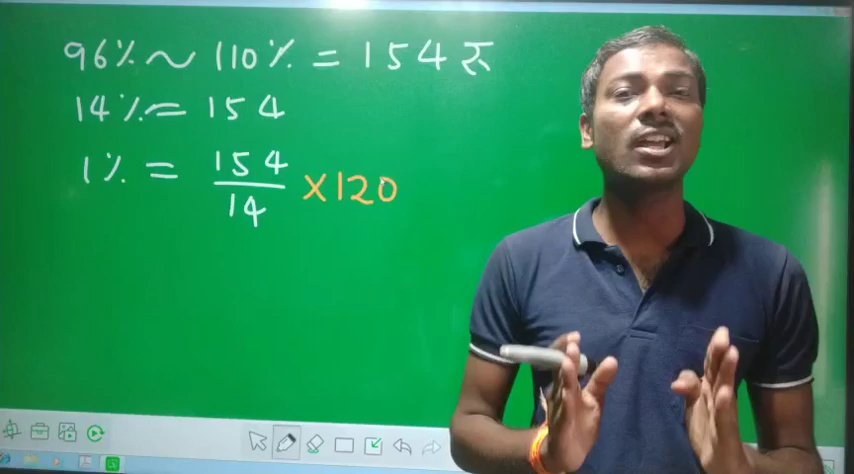 96% ~ 110% = 154 रु
14% = 154
1% = 154/14 ×120